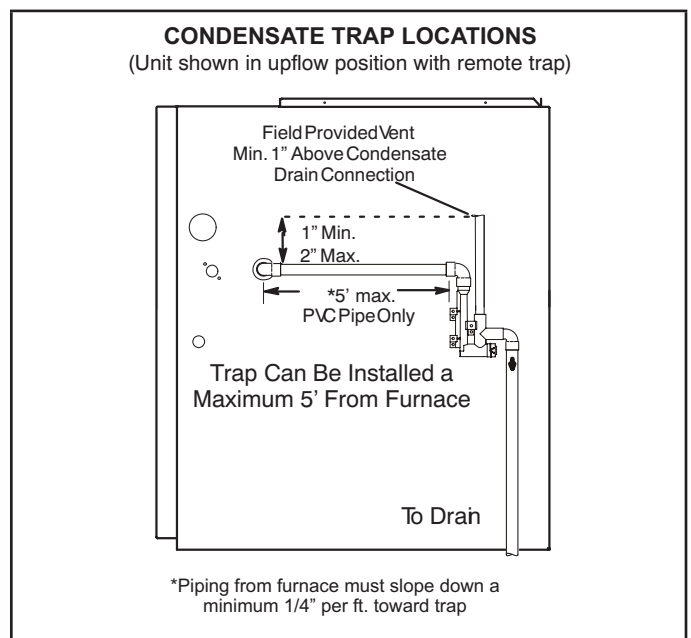 CONDENSATE TRAP LOCATIONS
(Unit shown in upflow position with remote trap)
Field Provided Vent
Min. 1” Above Condensate
Drain Connection
1” Min.
2” Max.
*5’ max.
PVC Pipe Only
Trap Can Be Installed a
Maximum 5’ From Furnace
To Drain
*Piping from furnace must slope down a
minimum 1/4” per ft. toward trap